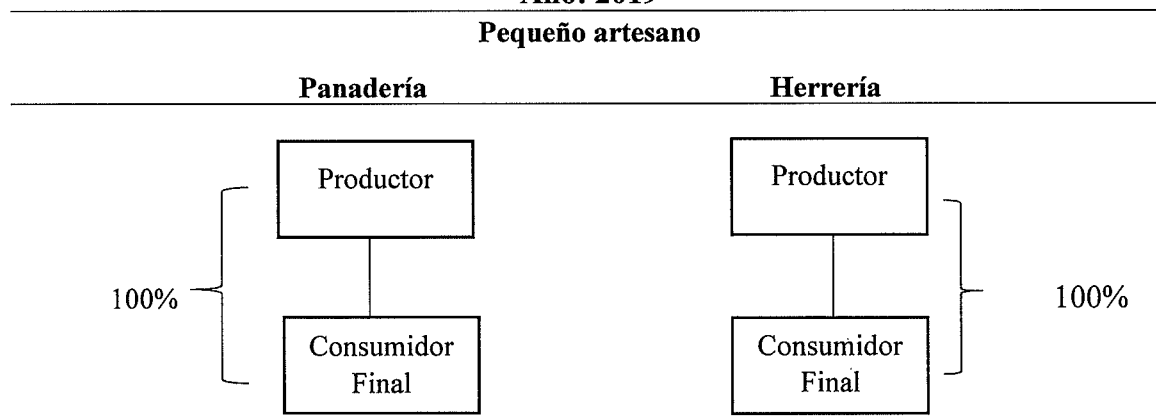 Pequeño artesano
Panadería Herrería
Productor Productor
100% 100%
Consumidor Consumidor
Final Final